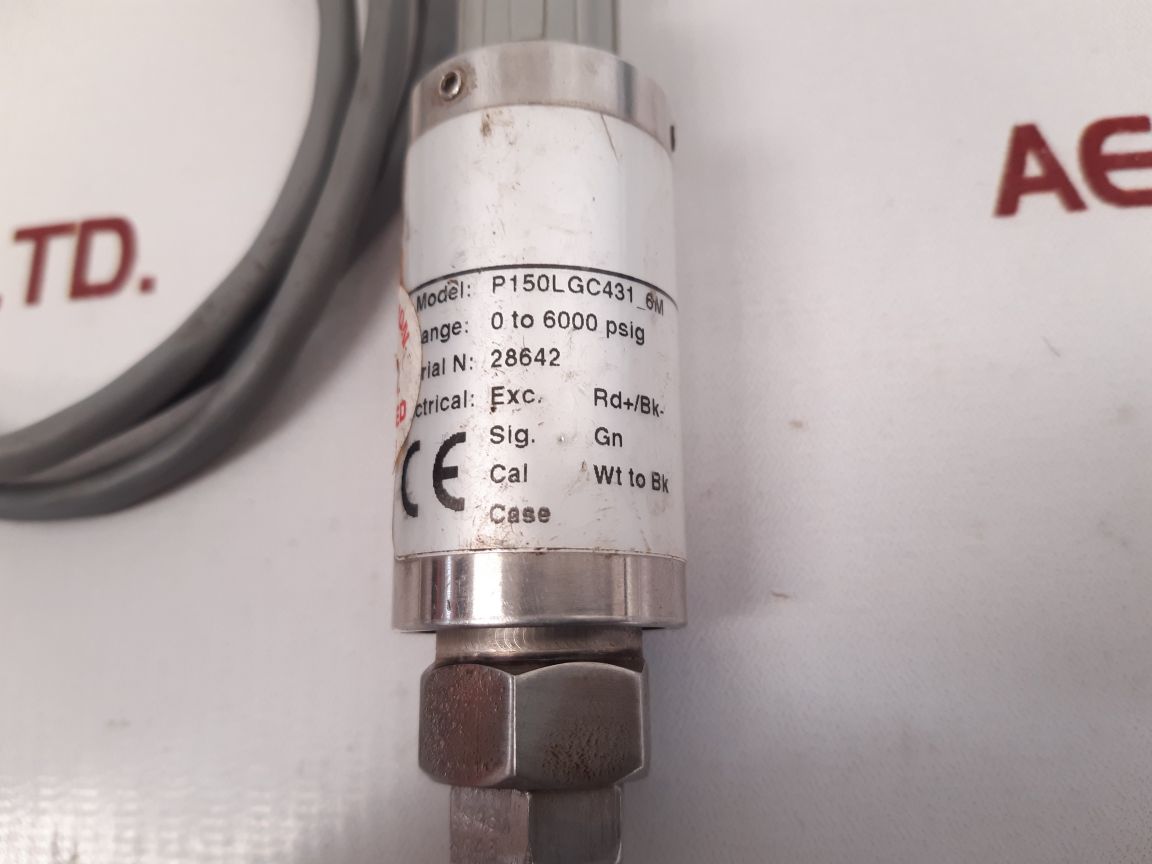 LTD.
AE
Model: P150LGC431_6M
ange: 0 to 6000 psig
rial N: 28642
ctrical: Exc. Rd+/Bk-
Sig. Gn
Cal Wt to Bk
Case
CE
ED